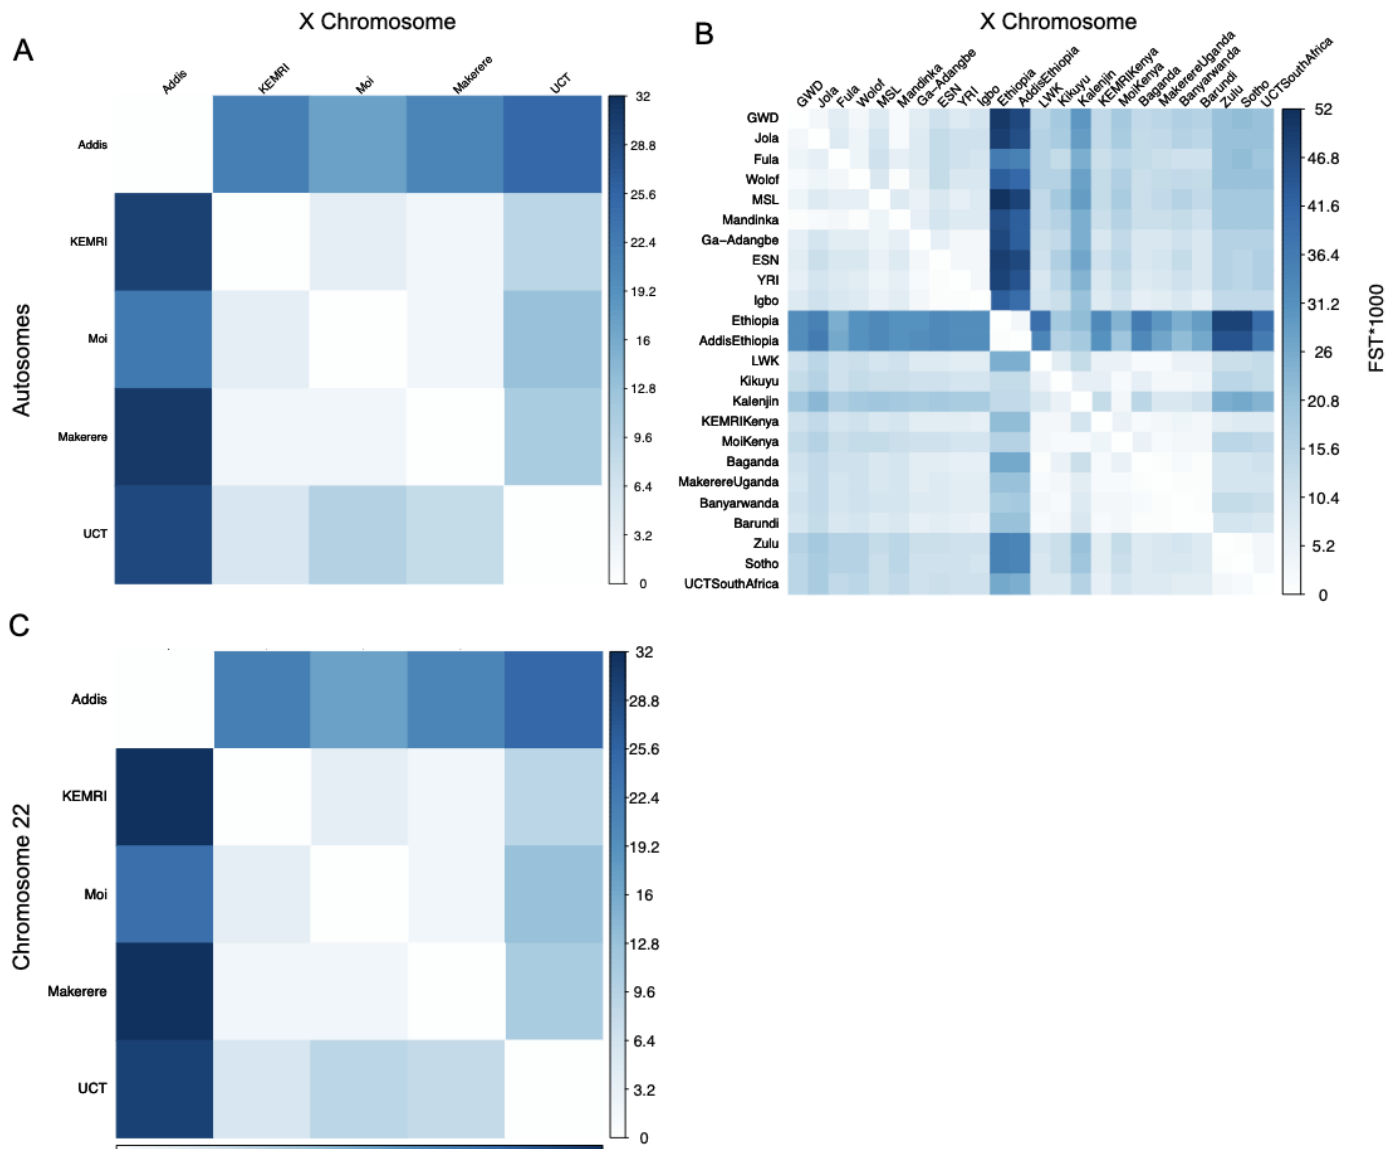 X Chromosome
A
Addis
KEMRI
Moi
Makerere
UCT
Addis
KEMRI
Moi
Makerere
UCT
Autosomes
32
28.8
25.6
22.4
19.2
16
12.8
9.6
6.4
3.2
0
B
X Chromosome
GWD
Jola
Fula
Wolof
MSL
Mandinka
Ga-Adangbe
ESN
YRI
Igbo
Ethiopia
AddisEthiopia
LWK
Kikuyu
Kalenjin
KEMRIKenya
MoiKenya
Baganda
MakerereUganda
Banyarwanda
Barundi
Zulu
Sotho
UCTSouthAfrica
GWD
Jola
Fula
Wolof
MSL
Mandinka
Ga-Adangbe
ESN
YRI
Igbo
Ethiopia
AddisEthiopia
LWK
Kikuyu
Kalenjin
KEMRIKenya
MoiKenya
Baganda
MakerereUganda
Banyarwanda
Barundi
Zulu
Sotho
UCTSouthAfrica
52
46.8
41.6
36.4
31.2
26
20.8
15.6
10.4
5.2
0
FST*1000
C
Addis
KEMRI
Moi
Makerere
UCT
Chromosome 22
32
28.8
25.6
22.4
19.2
16
12.8
9.6
6.4
3.2
0